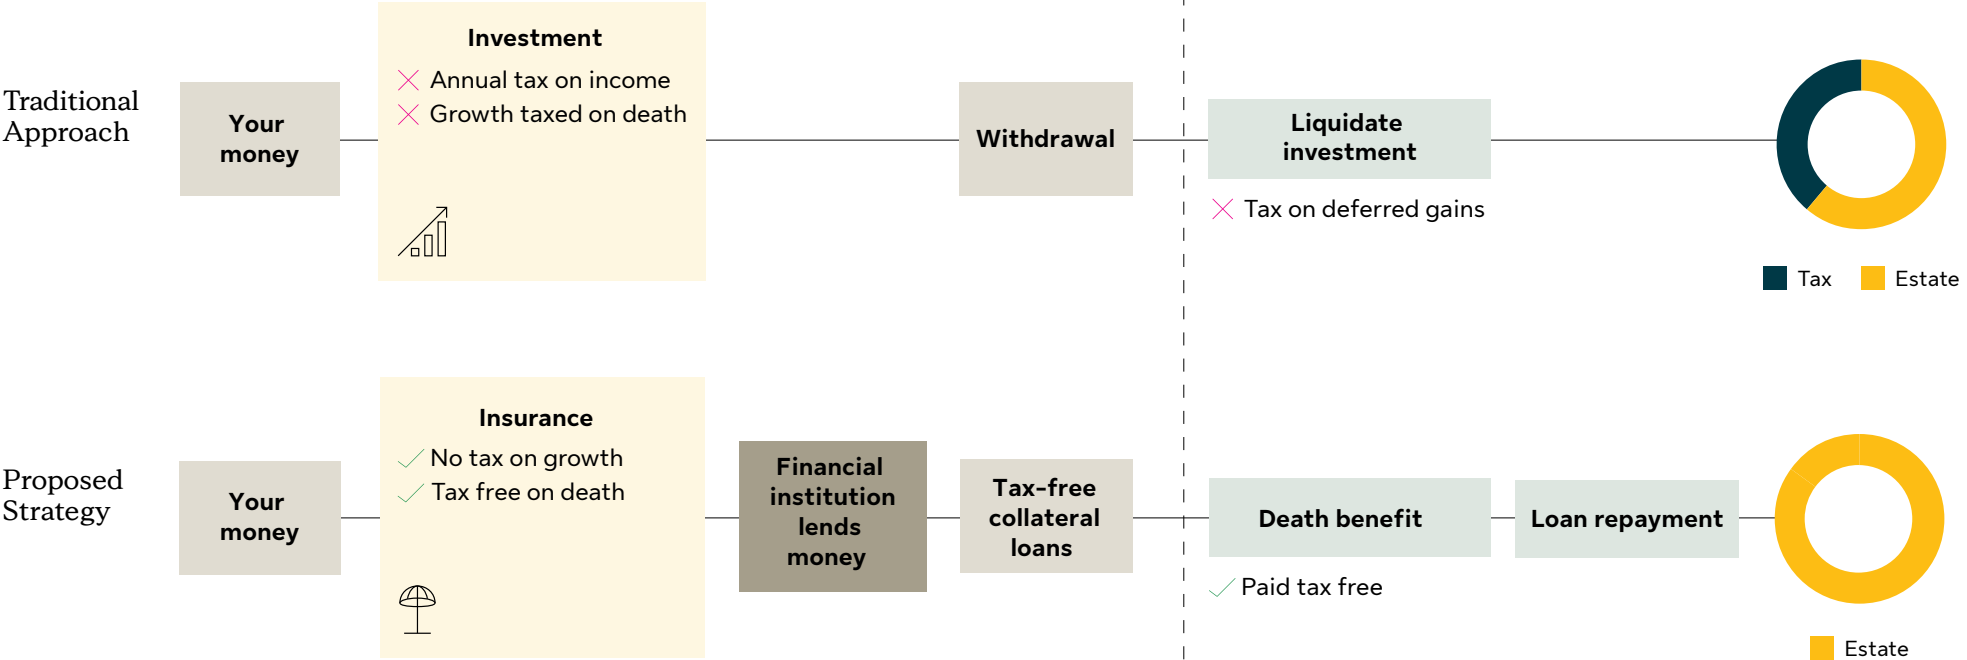 Traditional
Approach
Your
money
Investment
Annual tax on income
Growth taxed on death
Withdrawal
Liquidate
investment
Tax on deferred gains
Tax
Estate
Proposed
Strategy
Your
money
Insurance
No tax on growth
Tax free on death
Financial
institution
lends
money
Tax-free
collateral
loans
Death benefit
Paid tax free
Loan repayment
Estate